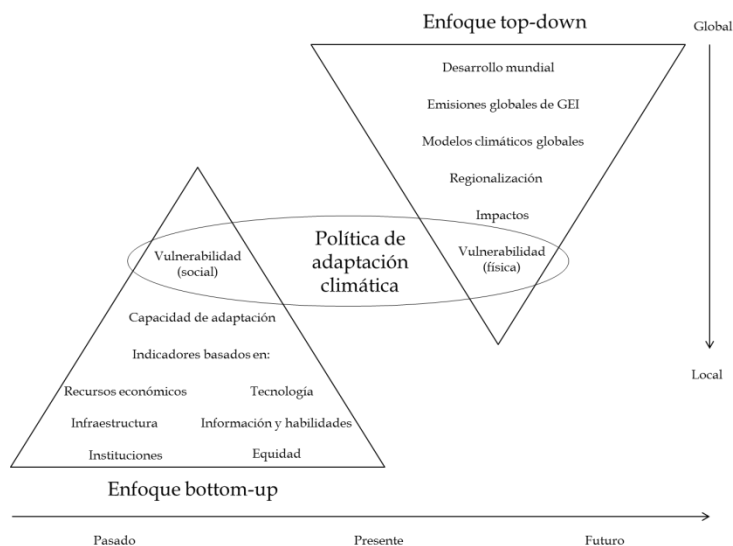 Enfoque top-down
Global
Desarrollo mundial
Emisiones globales de GEI
Modelos climáticos globales
Regionalización
Impactos
Vulnerabilidad
(física)
Política de
adaptación
climática
Vulnerabilidad
(social)
Capacidad de adaptación
Indicadores basados en:
Recursos económicos
Tecnología
Infraestructura
Información y habilidades
Instituciones
Equidad
Local
Enfoque bottom-up
Pasado
Presente
Futuro